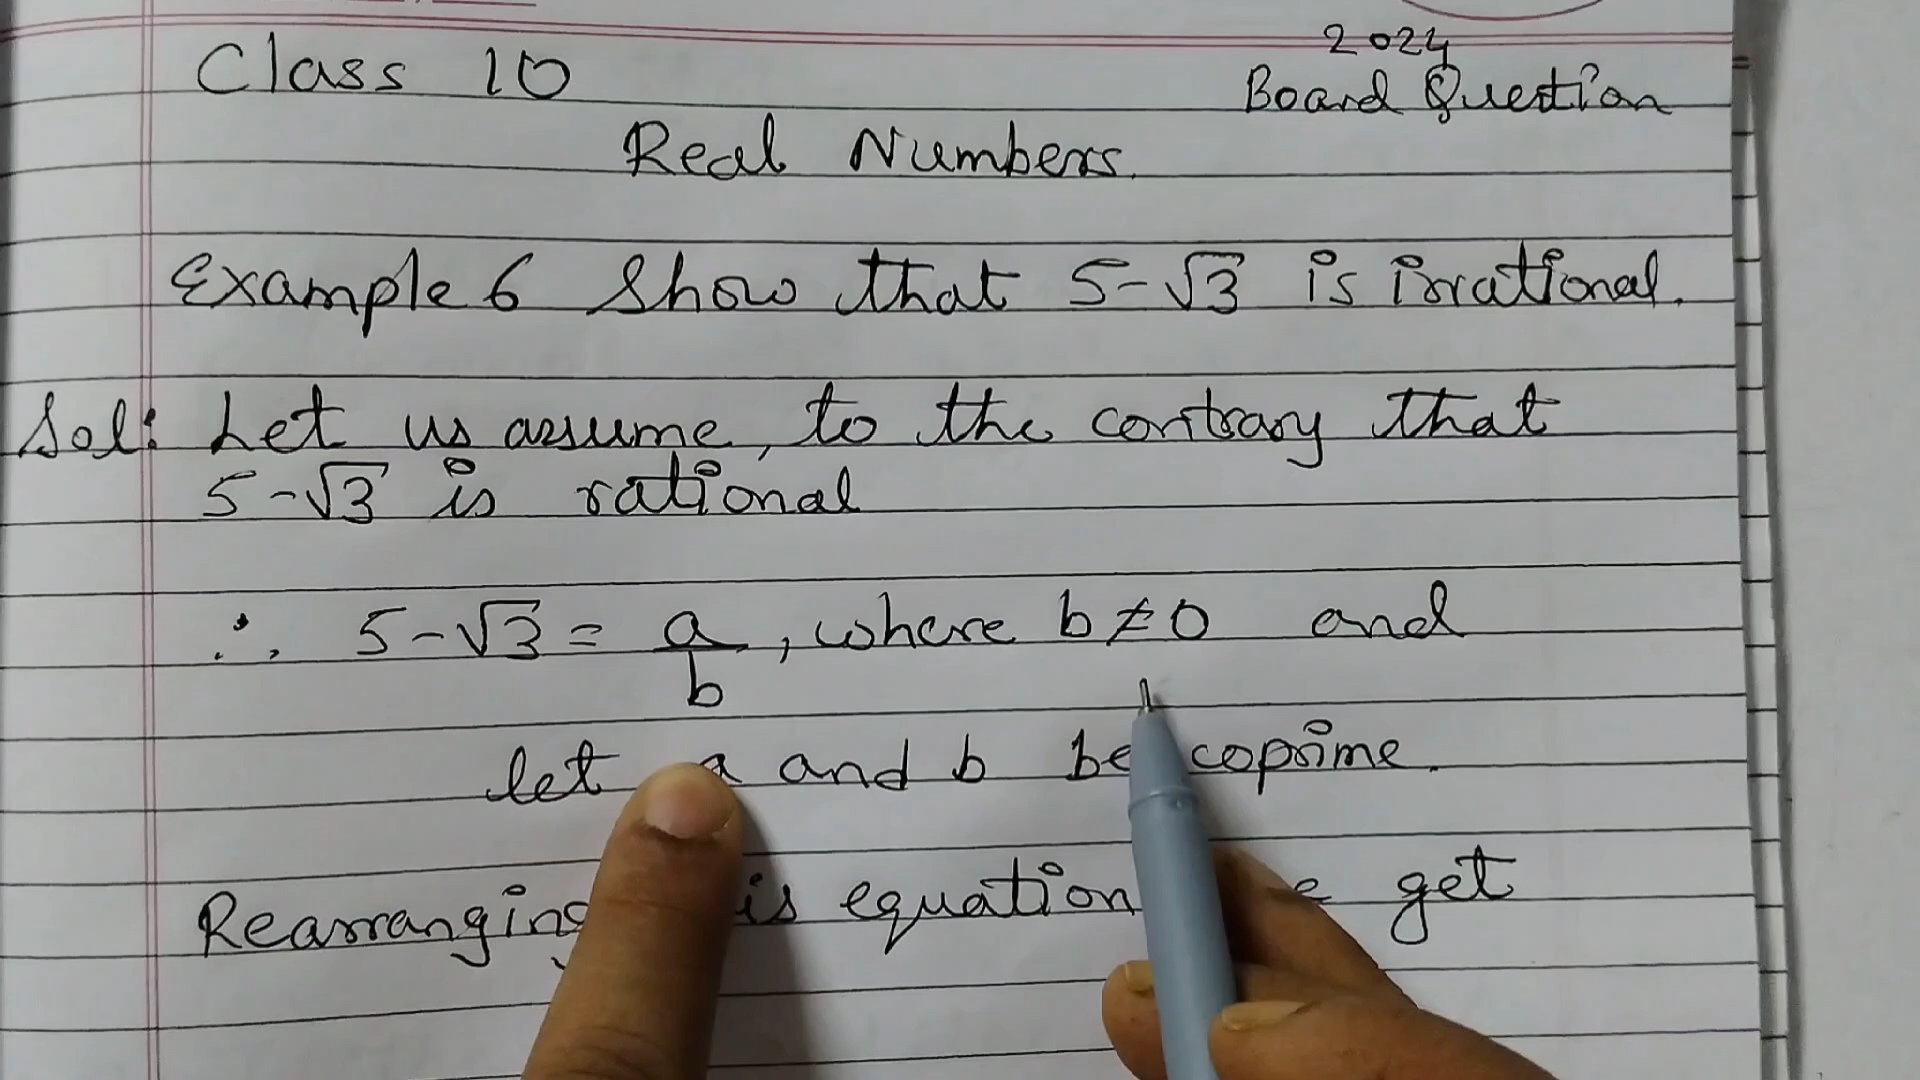 Class 10
2024
Board Question
Real Numbers.
Example 6 Show that 5-√3 is irrational.
Sol: Let us assume, to the contrary that
5-√3 is rational
∴ 5-√3 = a/b, where b≠0 and
let a and b be coprime.
Rearranging equation get